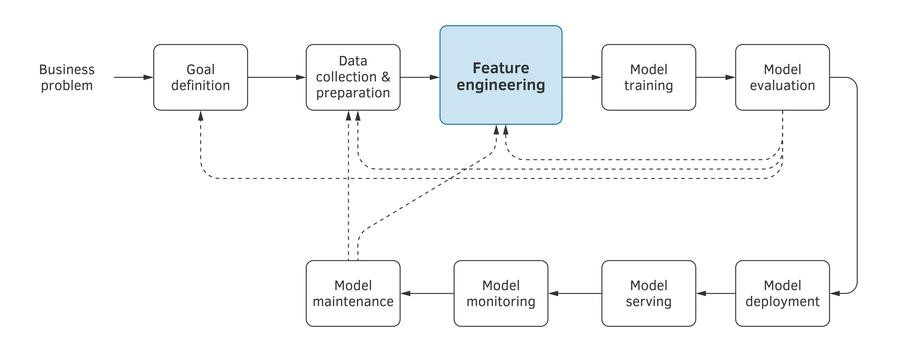 Business
problem
Goal
definition
Data
collection &
preparation
Feature
engineering
Model
training
Model
evaluation
Model
maintenance
Model
monitoring
Model
serving
Model
deployment